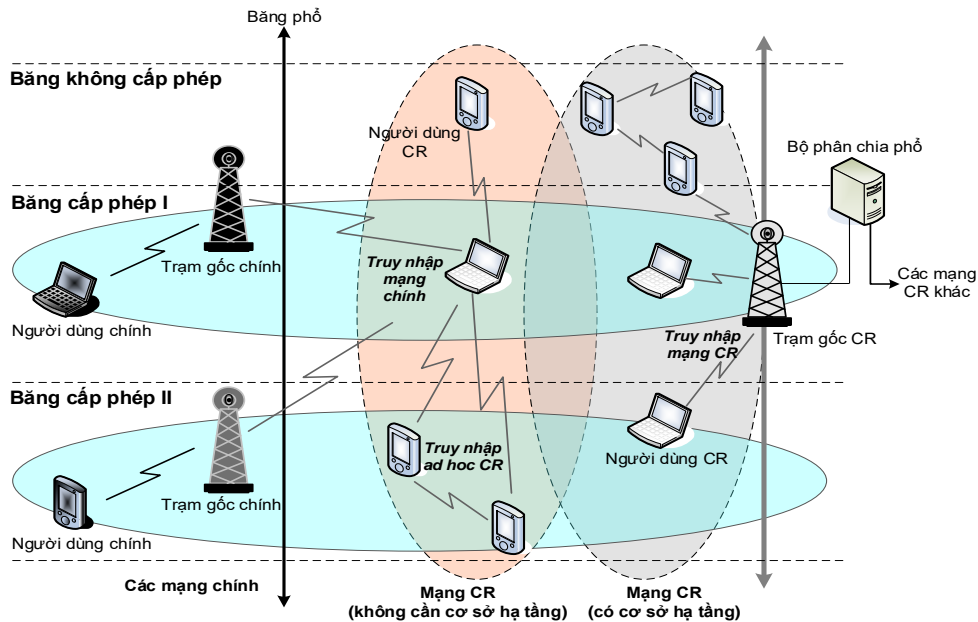 Băng phổ
Băng không cấp phép
Người dùng
CR
Bộ phân chia phổ
Băng cấp phép I
Trạm gốc chính
Truy nhập
mạng
chính
Các mạng
CR khác
Người dùng chính
Truy nhập
mạng CR
Trạm gốc CR
Băng cấp phép II
Truy nhập
ad hoc CR
Người dùng CR
Trạm gốc chính
Người dùng chính
Các mạng chính
Mạng CR
(không cần cơ sở hạ tầng)
Mạng CR
(có cơ sở hạ tầng)